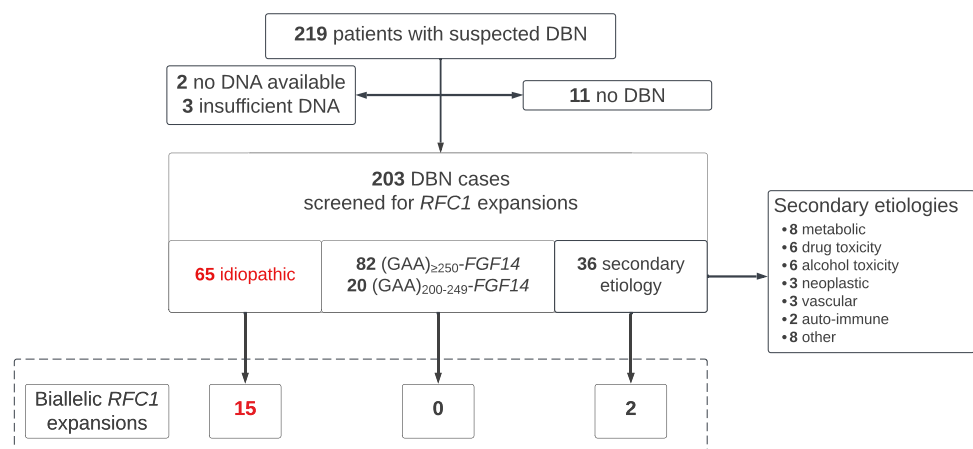 219 patients with suspected DBN
2 no DNA available
3 insufficient DNA
11 no DBN
203 DBN cases
screened for RFC1 expansions
65 idiopathic
82 (GAA)≥250-FGF14
20 (GAA)200-249-FGF14
36 secondary
etiology
Secondary etiologies
• 8 metabolic
• 6 drug toxicity
• 6 alcohol toxicity
• 3 neoplastic
• 3 vascular
• 2 auto-immune
• 8 other
Biallelic RFC1
expansions
15
0
2